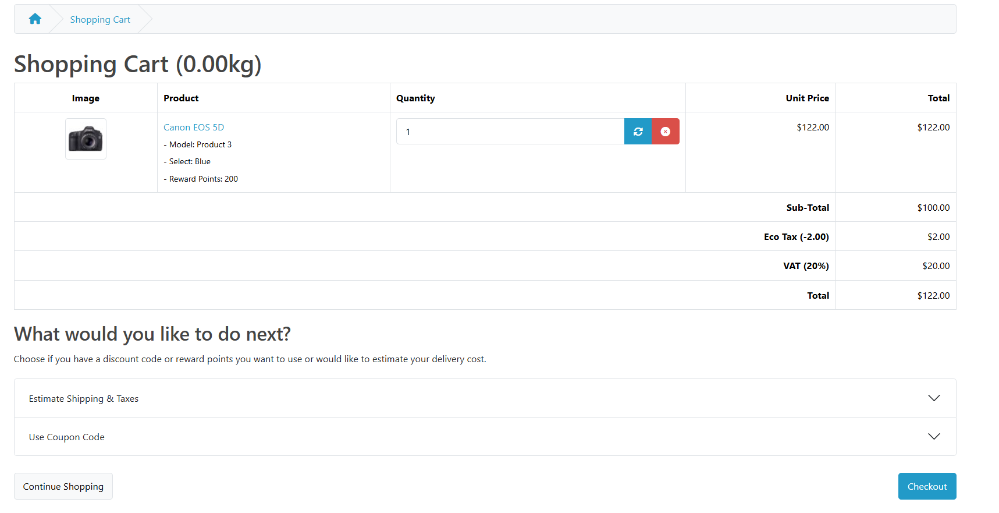 Shopping Cart
Shopping Cart (0.00kg)
Image Product Quantity Unit Price Total
Canon EOS 5D 1 $122.00 $122.00
- Model: Product 3
- Select: Blue
- Reward Points: 200
Sub-Total $100.00
Eco Tax (-2.00) $2.00
VAT (20%) $20.00
Total $122.00
What would you like to do next?
Choose if you have a discount code or reward points you want to use or would like to estimate your delivery cost.
Estimate Shipping & Taxes
Use Coupon Code
Continue Shopping Checkout